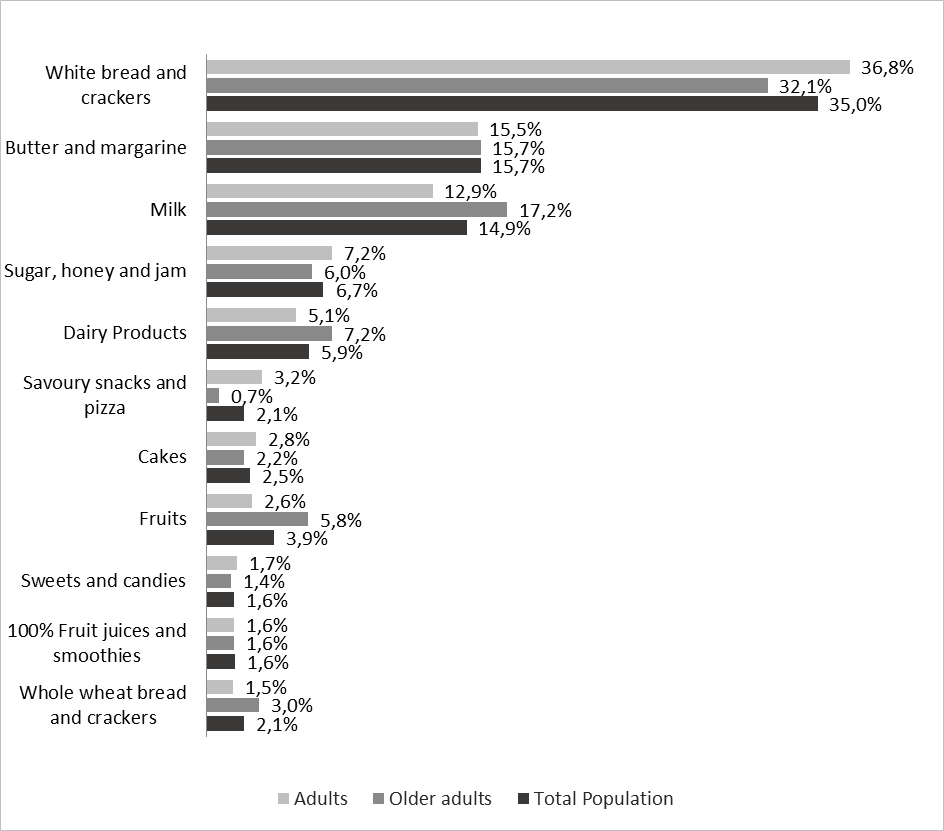 White bread and
crackers
36,8%
32,1%
35,0%
Butter and margarine
15,5%
15,7%
15,7%
Milk
12,9%
17,2%
14,9%
Sugar, honey and jam
7,2%
6,0%
6,7%
Dairy Products
5,1%
7,2%
5,9%
Savoury snacks and
pizza
3,2%
0,7%
2,1%
Cakes
2,8%
2,2%
2,5%
Fruits
2,6%
5,8%
3,9%
Sweets and candies
1,7%
1,4%
1,6%
100% Fruit juices and
smoothies
1,6%
1,6%
1,6%
Whole wheat bread
and crackers
1,5%
3,0%
2,1%
Adults Older adults Total Population